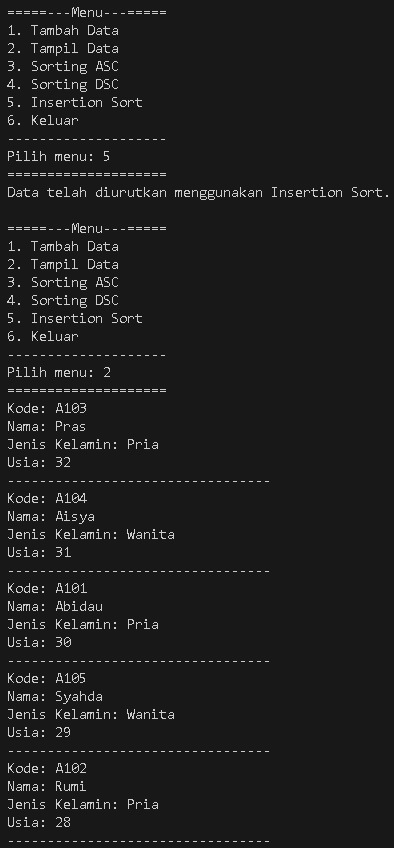 =====---Menu---=====
1. Tambah Data
2. Tampil Data
3. Sorting ASC
4. Sorting DSC
5. Insertion Sort
6. Keluar
--------------------
Pilih menu: 5
====================
Data telah diurutkan menggunakan Insertion Sort.
=====---Menu---=====
1. Tambah Data
2. Tampil Data
3. Sorting ASC
4. Sorting DSC
5. Insertion Sort
6. Keluar
--------------------
Pilih menu: 2
====================
Kode: A103
Nama: Pras
Jenis Kelamin: Pria
Usia: 32
---------------------------------
Kode: A104
Nama: Aisya
Jenis Kelamin: Wanita
Usia: 31
---------------------------------
Kode: A101
Nama: Abidau
Jenis Kelamin: Pria
Usia: 30
---------------------------------
Kode: A105
Nama: Syahda
Jenis Kelamin: Wanita
Usia: 29
---------------------------------
Kode: A102
Nama: Rumi
Jenis Kelamin: Pria
Usia: 28
---------------------------------